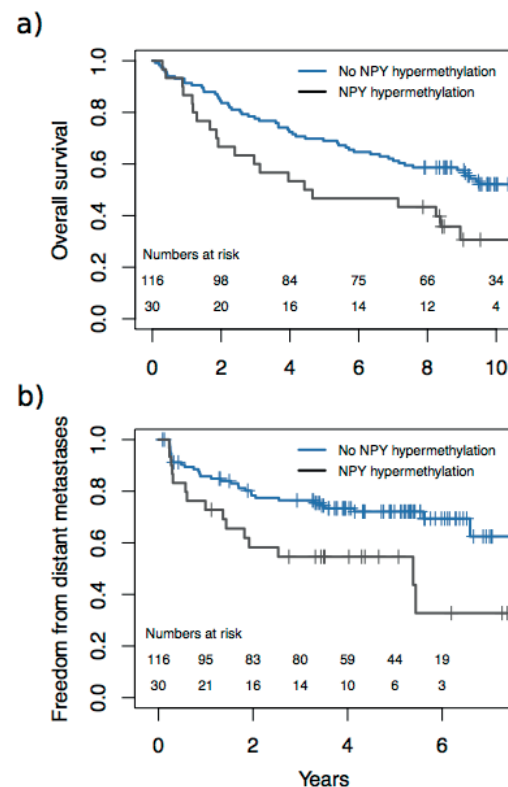 a)
Overall survival
1.0
0.8
0.6
0.4
0.2
0.0
No NPY hypermethylation
NPY hypermethylation
Numbers at risk
116 98 84 75 66 34
30 20 16 14 12 4
0 2 4 6 8 10
b)
Freedom from distant metastases
1.0
0.8
0.6
0.4
0.2
0.0
No NPY hypermethylation
NPY hypermethylation
Numbers at risk
116 95 83 80 59 44 19
30 21 16 14 10 6 3
0 2 4 6
Years